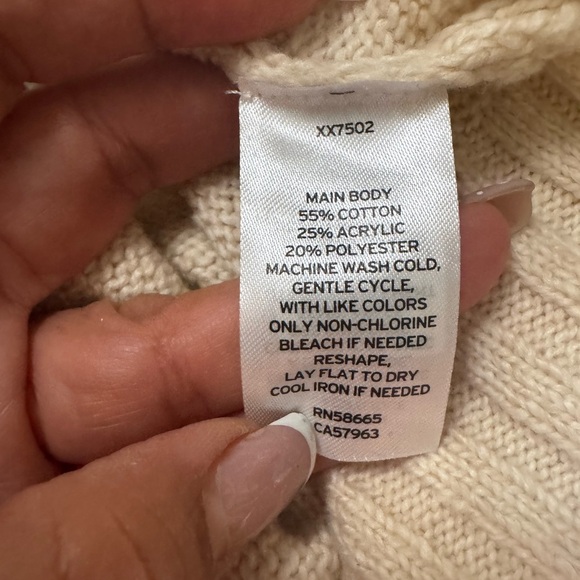 XX7502
MAIN BODY
55% COTTON
25% ACRYLIC
20% POLYESTER
MACHINE WASH COLD,
GENTLE CYCLE,
WITH LIKE COLORS
ONLY NON-CHLORINE
BLEACH IF NEEDED
RESHAPE,
LAY FLAT TO DRY
COOL IRON IF NEEDED
RN58665
CA57963